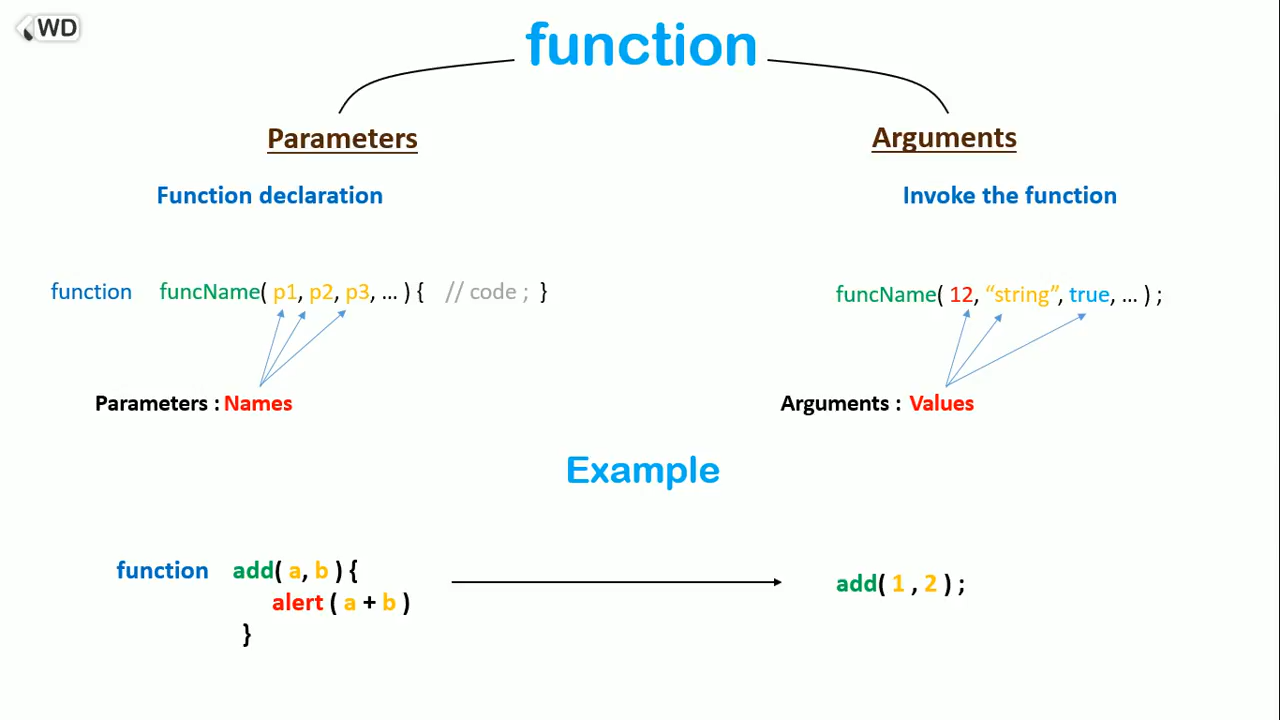 WD
function
Parameters
Arguments
Function declaration
Invoke the function
function funcName( p1, p2, p3, ... ) { // code ; }
funcName( 12, “string”, true, ... ) ;
Parameters : Names
Arguments : Values
Example
function add( a, b ) {
alert ( a + b )
}
add( 1 , 2 ) ;